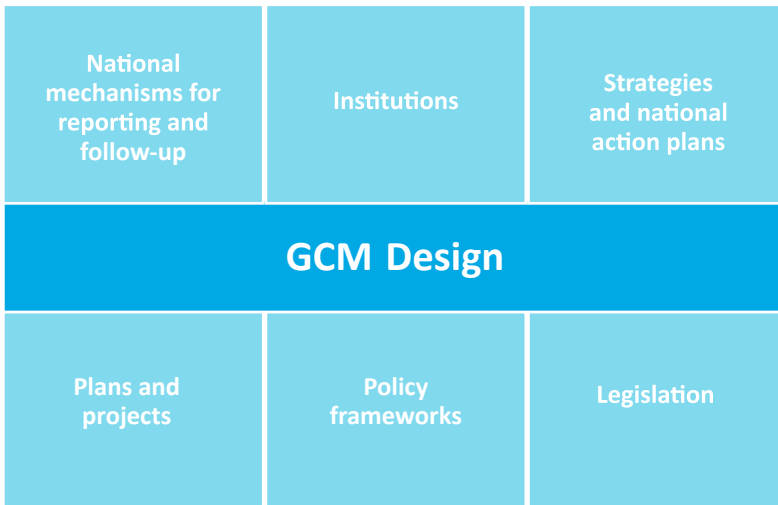 National
mechanisms for
reporting and
follow-up
Institutions
Strategies
and national
action plans
GCM Design
Plans and
projects
Policy
frameworks
Legislation